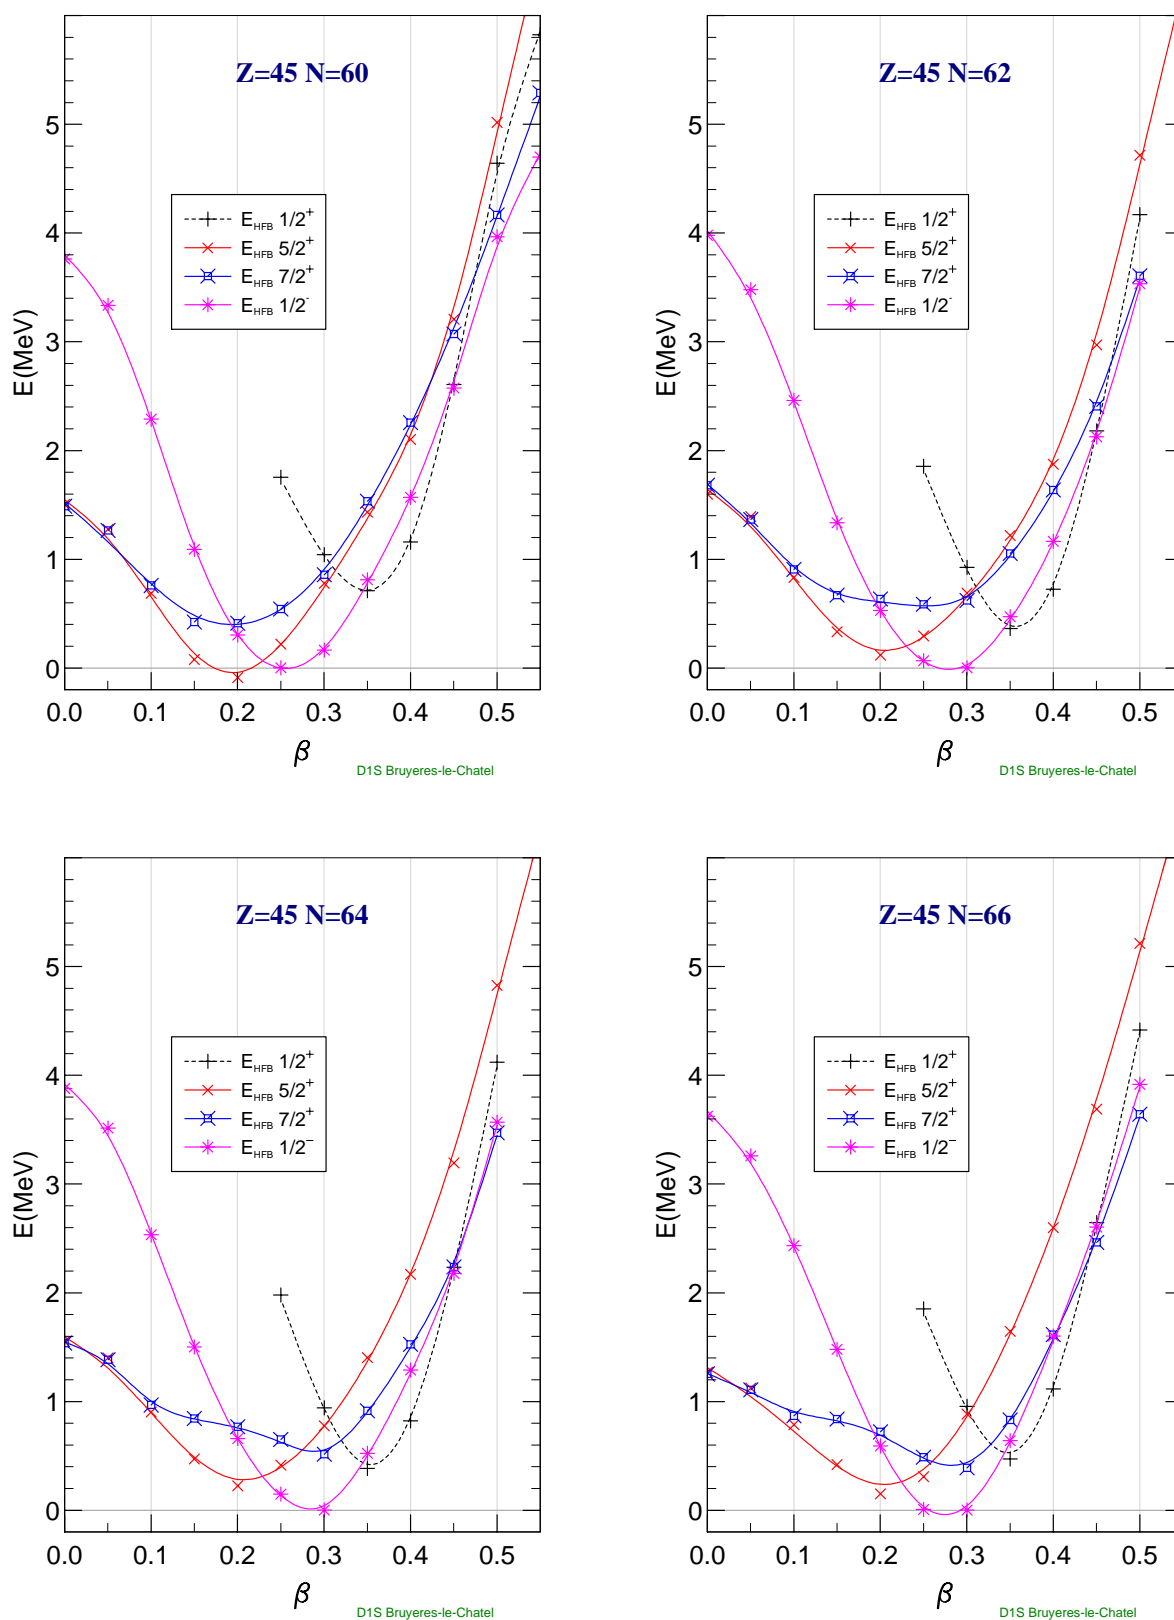 Z=45 N=60
E_HFB 1/2+
E_HFB 5/2+
E_HFB 7/2+
E_HFB 1/2-
E(MeV)
5
4
3
2
1
0
0.0 0.1 0.2 0.3 0.4 0.5
β
D1S Bruyeres-le-Chatel
Z=45 N=62
E_HFB 1/2+
E_HFB 5/2+
E_HFB 7/2+
E_HFB 1/2-
E(MeV)
5
4
3
2
1
0
0.0 0.1 0.2 0.3 0.4 0.5
β
D1S Bruyeres-le-Chatel
Z=45 N=64
E_HFB 1/2+
E_HFB 5/2+
E_HFB 7/2+
E_HFB 1/2−
E(MeV)
5
4
3
2
1
0
0.0 0.1 0.2 0.3 0.4 0.5
β
D1S Bruyeres-le-Chatel
Z=45 N=66
E_HFB 1/2+
E_HFB 5/2+
E_HFB 7/2+
E_HFB 1/2−
E(MeV)
5
4
3
2
1
0
0.0 0.1 0.2 0.3 0.4 0.5
β
D1S Bruyeres-le-Chatel